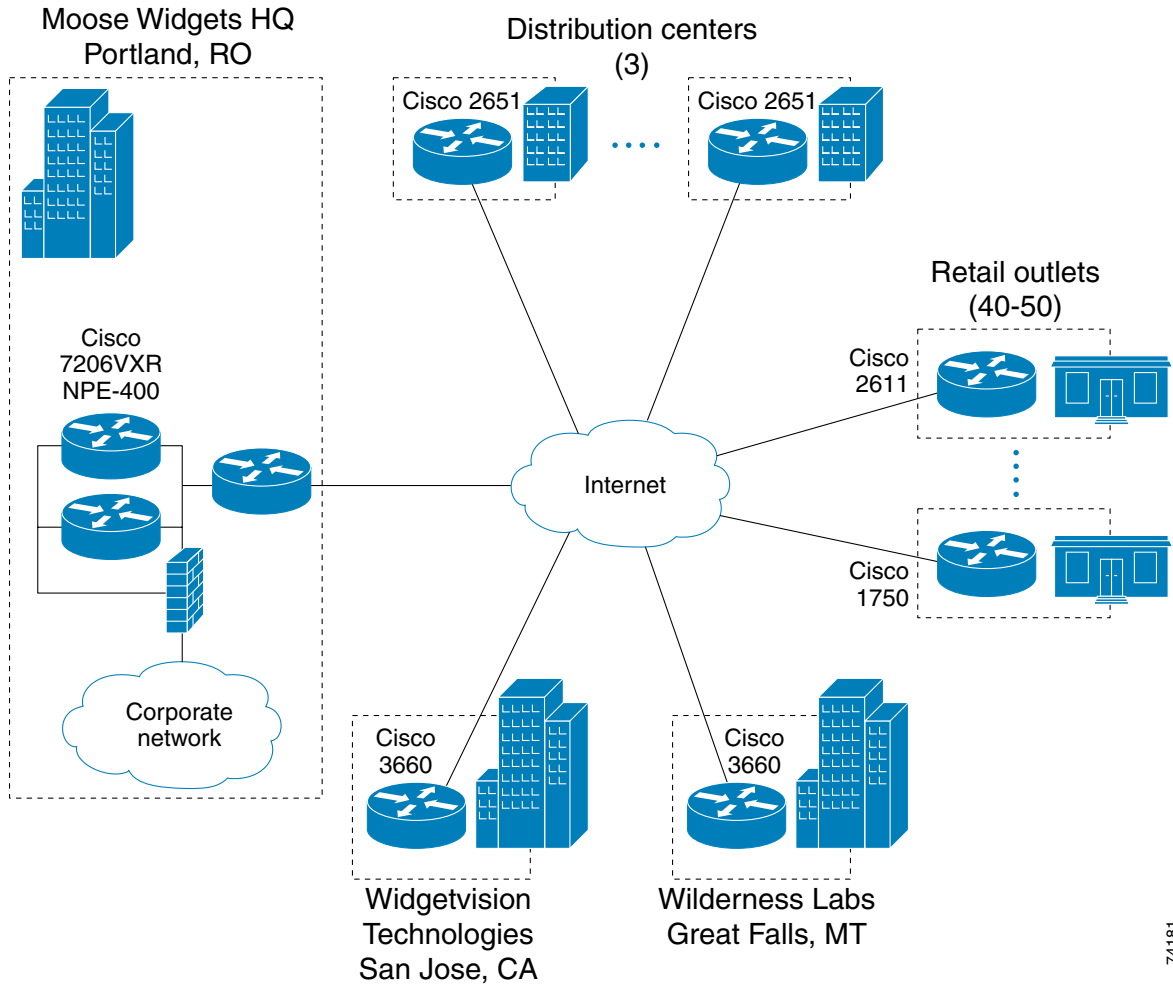 Moose Widgets HQ
Portland, RO
Distribution centers
(3)
Cisco 2651
Cisco 2651
Retail outlets
(40-50)
Cisco
7206VXR
NPE-400
Cisco
2611
Internet
Cisco
1750
Corporate
network
Cisco
3660
Cisco
3660
Widgetvision
Technologies
San Jose, CA
Wilderness Labs
Great Falls, MT
74181